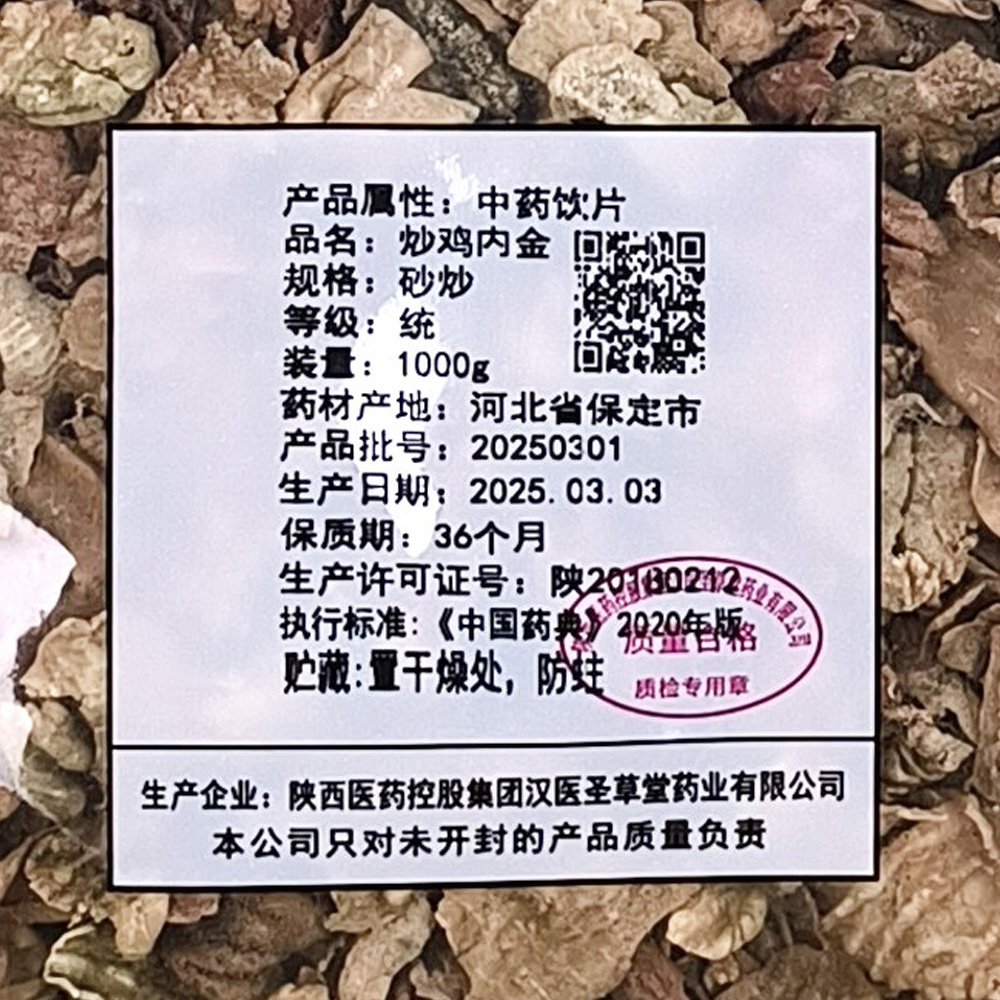 产品属性：中药饮片
品名：炒鸡内金
规格：砂炒
等级：统
装量：1000g
药材产地：河北省保定市
产品批号：20250301
生产日期：2025.03.03
保质期：36个月
生产许可证号：陕20180212
执行标准:《中国药典》2020年版
贮藏:置干燥处，防蛀
质量合格
质检专用章
生产企业：陕西医药控股集团汉医圣草堂药业有限公司
本公司只对未开封的产品质量负责